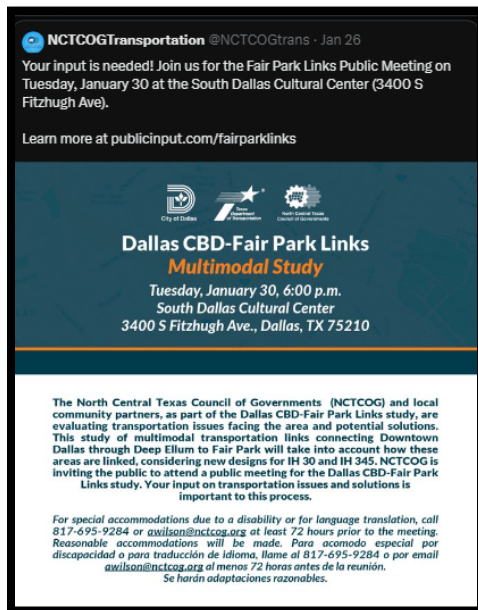 NCTCOGTransportation @NCTCOGtrans · Jan 26
Your input is needed! Join us for the Fair Park Links Public Meeting on
Tuesday, January 30 at the South Dallas Cultural Center (3400 S
Fitzhugh Ave).
Learn more at publicinput.com/fairparklinks
City of Dallas
Texas
Department
of Transportation
North Central Texas
Council of Governments
Dallas CBD-Fair Park Links
Multimodal Study
Tuesday, January 30, 6:00 p.m.
South Dallas Cultural Center
3400 S Fitzhugh Ave., Dallas, TX 75210
The North Central Texas Council of Governments (NCTCOG) and local
community partners, as part of the Dallas CBD-Fair Park Links study, are
evaluating transportation issues facing the area and potential solutions.
This study of multimodal transportation links connecting Downtown
Dallas through Deep Ellum to Fair Park will take into account how these
areas are linked, considering new designs for IH 30 and IH 345. NCTCOG is
inviting the public to attend a public meeting for the Dallas CBD-Fair Park
Links study. Your input on transportation issues and solutions is
important to this process.
For special accommodations due to a disability or for language translation, call
817-695-9284 or awilson@nctcog.org at least 72 hours prior to the meeting.
Reasonable accommodations will be made. Para acomodo especial por
discapacidad o para traducción de idioma, llame al 817-695-9284 o por email
awilson@nctcog.org al menos 72 horas antes de la reunión.
Se harán adaptaciones razonables.